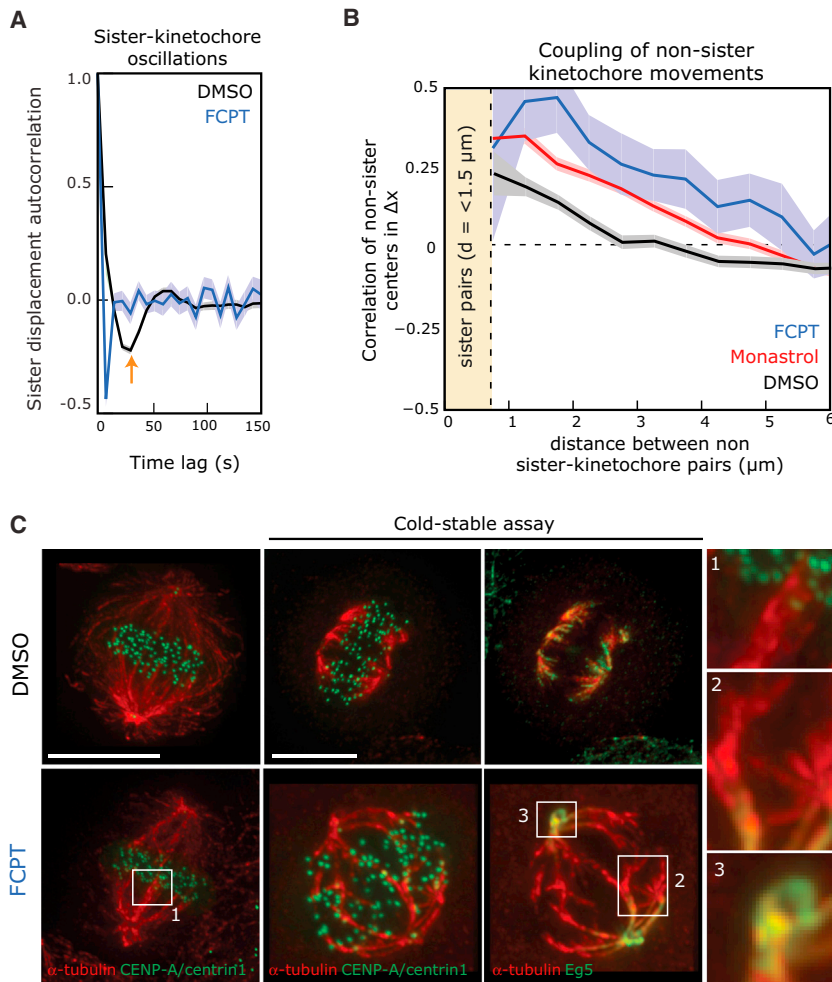 A
Sister-kinetochore
oscillations
DMSO
FCPT
1.0
0.5
0.0
-0.5
Sister displacement autocorrelation
0
50
100
150
Time lag (s)
B
Coupling of non-sister
kinetochore movements
0.5
0.25
0
−0.25
−0.5
Correlation of non-sister
centers in Δx
sister pairs (d = <1.5 μm)
FCPT
Monastrol
DMSO
0
1
2
3
4
5
6
distance between non
sister-kinetochore pairs (μm)
C
Cold-stable assay
DMSO
FCPT
1
3
2
α-tubulin CENP-A/centrin1
α-tubulin CENP-A/centrin1
α-tubulin Eg5
1
2
3